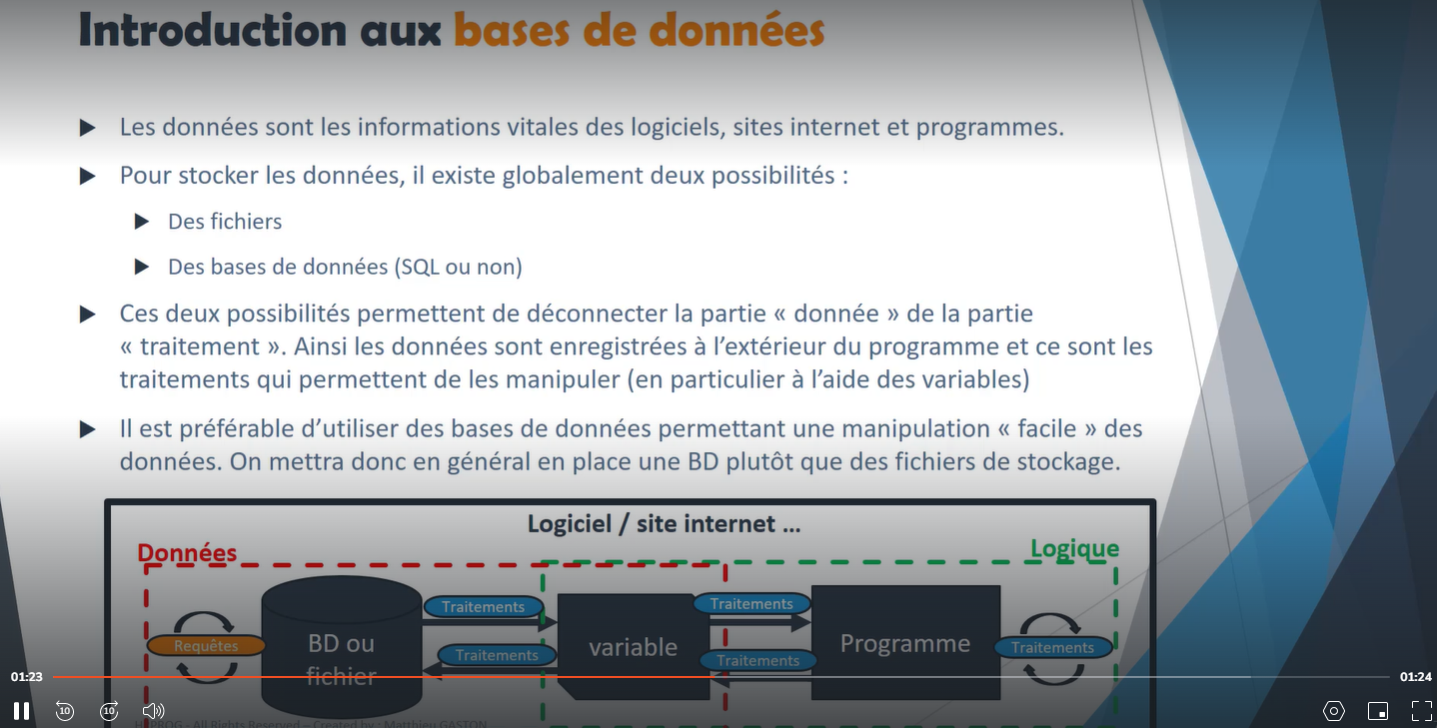 Introduction aux bases de données
Les données sont les informations vitales des logiciels, sites internet et programmes.
Pour stocker les données, il existe globalement deux possibilités :
Des fichiers
Des bases de données (SQL ou non)
Ces deux possibilités permettent de déconnecter la partie « donnée » de la partie
« traitement ». Ainsi les données sont enregistrées à l'extérieur du programme et ce sont les
traitements qui permettent de les manipuler (en particulier à l'aide des variables)
Il est préférable d'utiliser des bases de données permettant une manipulation « facile » des
données. On mettra donc en général en place une BD plutôt que des fichiers de stockage.
Logiciel / site internet ...
Données
Logique
Requêtes
BD ou
fichier
Traitements
Traitements
variable
Traitements
Traitements
Programme
Traitements
01:23
01:24
10
10
All Rights Reserved – Created by : Matthieu GASTON